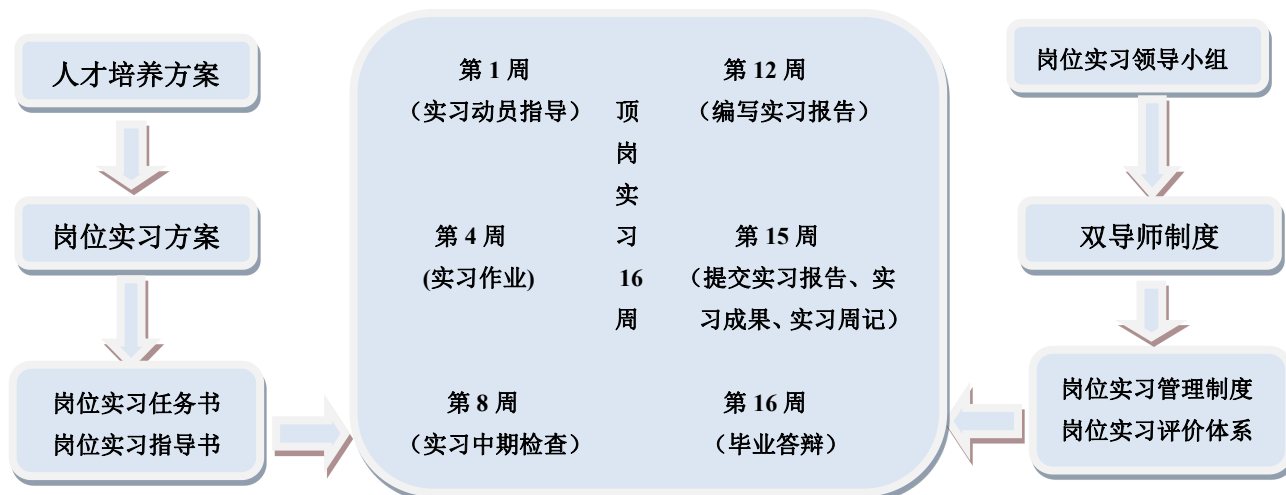 人才培养方案
岗位实习方案
岗位实习任务书
岗位实习指导书
第 1 周
（实习动员指导）
第 4 周
(实习作业)
第 8 周
（实习中期检查）
顶
岗
实
习
16
周
第 12 周
（编写实习报告）
第 15 周
（提交实习报告、实
习成果、实习周记）
第 16 周
（毕业答辩）
岗位实习领导小组
双导师制度
岗位实习管理制度
岗位实习评价体系